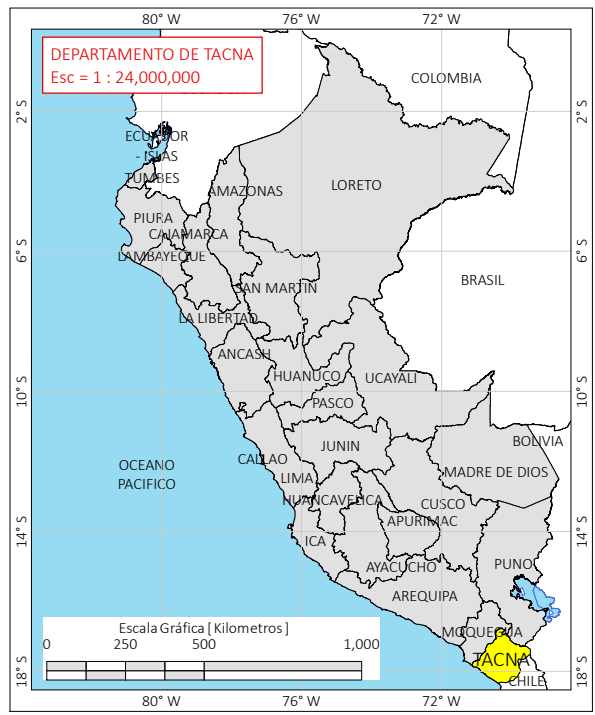 80° W 76° W 72° W
DEPARTAMENTO DE TACNA
Esc = 1 : 24,000,000
COLOMBIA
2° S 2° S
ECUADOR
- ISLAS
TUMBES
AMAZONAS
LORETO
PIURA
CAJAMARCA
LAMBAYEQUE
6° S 6° S
BRASIL
SAN MARTIN
LA LIBERTAD
ANCASH
HUANUCO
UCAYALI
10° S 10° S
PASCO
BOLIVIA
JUNIN
CALLAO
OCEANO
PACIFICO
MADRE DE DIOS
LIMA
HUANCAVELICA
CUSCO
APURIMAC
14° S 14° S
ICA
PUNO
AYACUCHO
AREQUIPA
Escala Gráfica [ Kilometros ]
0 250 500 1,000
MOQUEGUA
TACNA
18° S 18° S
CHILE
80° W 76° W 72° W